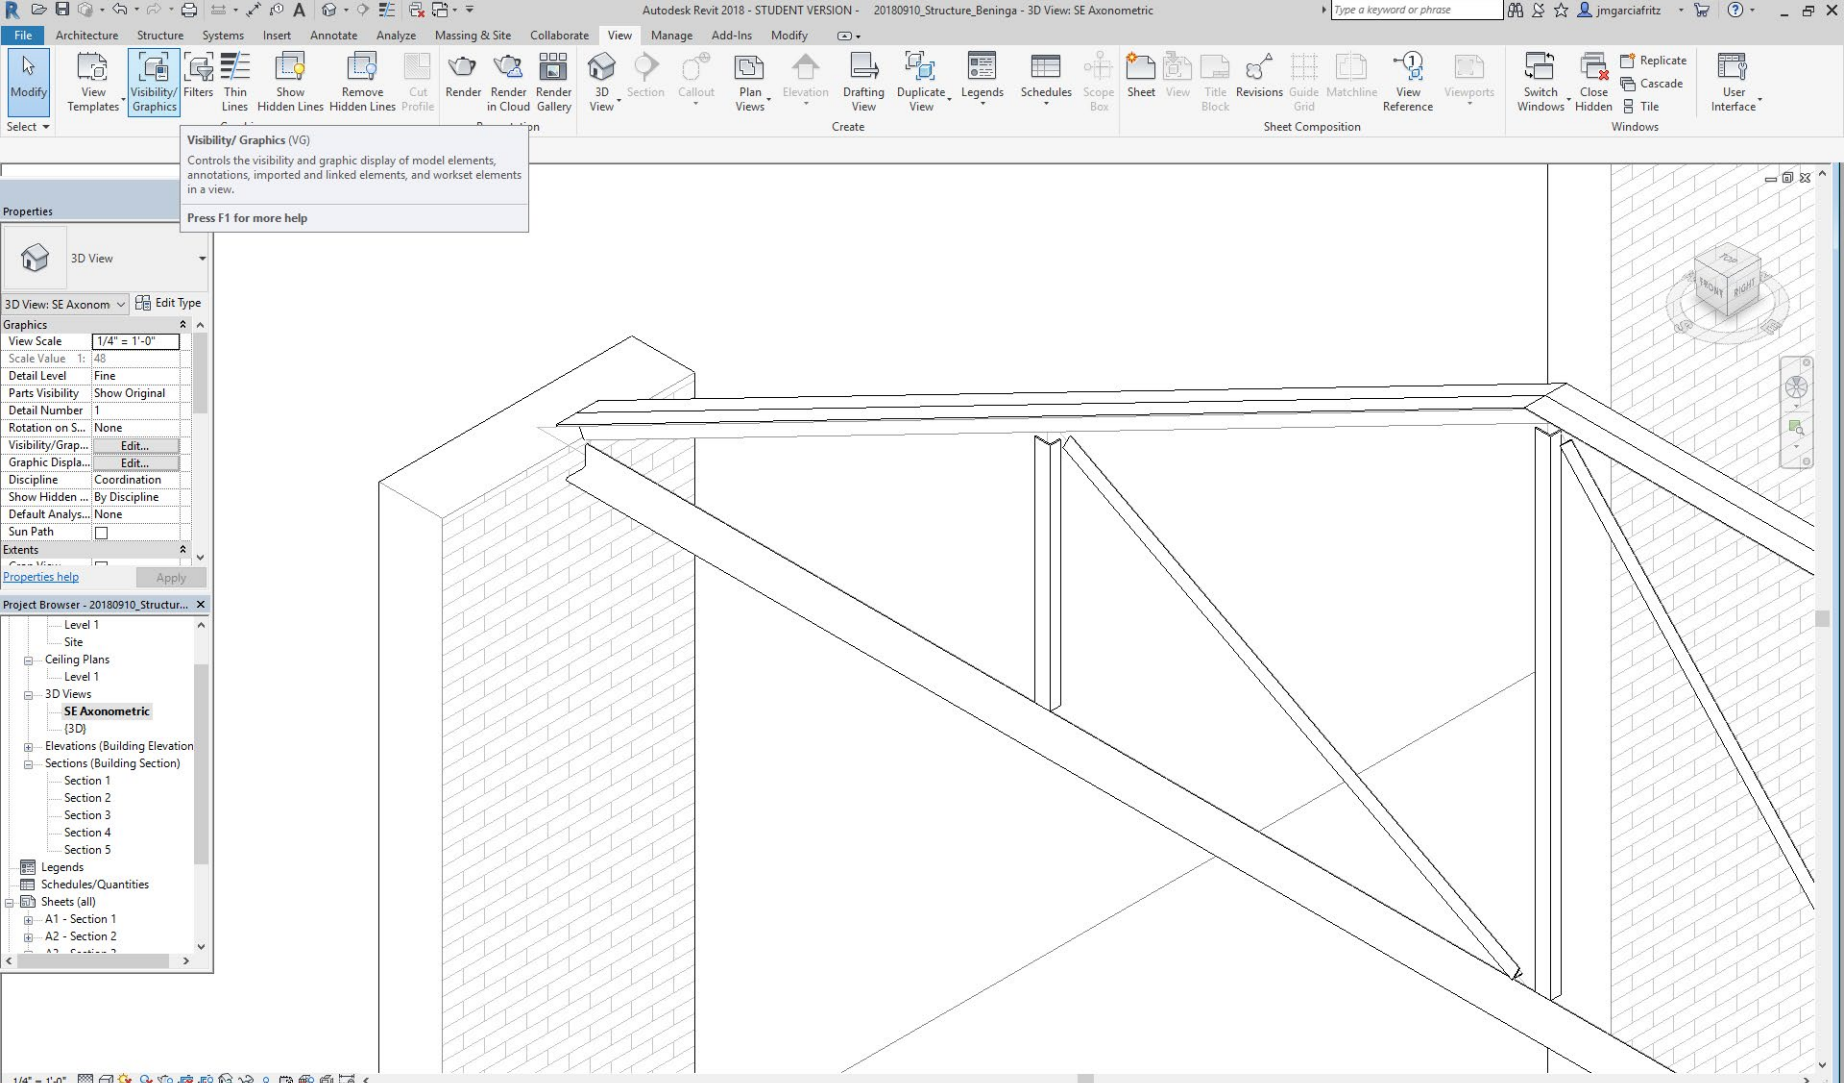 Autodesk Revit 2018 - STUDENT VERSION - 20180910_Structure_Beninga - 3D View: SE Axonometric
Type a keyword or phrase
jmgarciafritz
File Architecture Structure Systems Insert Annotate Analyze Massing & Site Collaborate View Manage Add-Ins Modify
Modify
View Templates
Visibility/ Graphics
Filters
Thin Lines
Show Hidden Lines
Remove Hidden Lines
Cut Profile
Render
Render in Cloud
Render Gallery
3D View
Section
Callout
Plan Views
Elevation
Drafting View
Duplicate View
Legends
Schedules
Scope Box
Sheet
View
Title Block
Revisions
Guide Grid
Matchline
View Reference
Viewports
Switch Windows
Close Hidden
Replicate
Cascade
Tile
User Interface
Select
Create
Sheet Composition
Windows
Visibility/ Graphics (VG)
Controls the visibility and graphic display of model elements,
annotations, imported and linked elements, and workset elements
in a view.
Press F1 for more help
Properties
3D View
3D View: SE Axonom Edit Type
Graphics
View Scale 1/4" = 1'-0"
Scale Value 1: 48
Detail Level Fine
Parts Visibility Show Original
Detail Number 1
Rotation on S... None
Visibility/Grap... Edit...
Graphic Displa... Edit...
Discipline Coordination
Show Hidden ... By Discipline
Default Analys... None
Sun Path
Extents
Properties help Apply
Project Browser - 20180910_Structur...
Level 1
Site
Ceiling Plans
Level 1
3D Views
SE Axonometric
{3D}
Elevations (Building Elevation
Sections (Building Section)
Section 1
Section 2
Section 3
Section 4
Section 5
Legends
Schedules/Quantities
Sheets (all)
A1 - Section 1
A2 - Section 2
TOP
FRONT
RIGHT
1/4" = 1'-0"